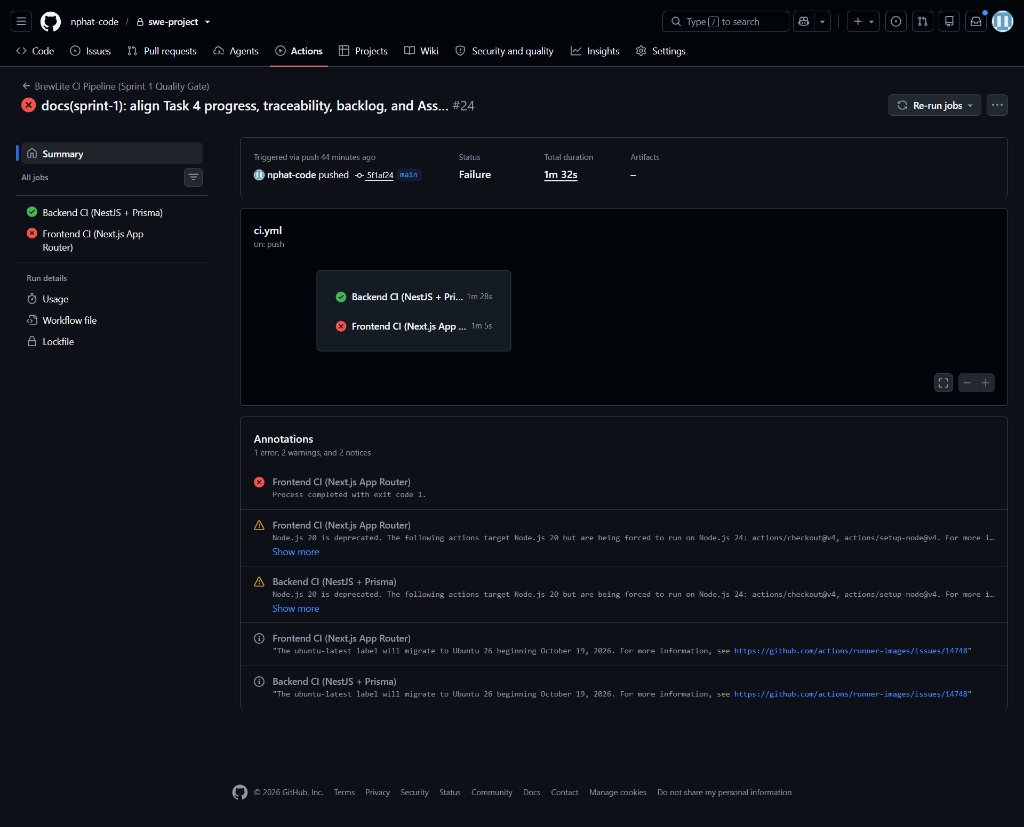 nphat-code / swe-project
Type / to search
Code Issues Pull requests Agents Actions Projects Wiki Security and quality Insights Settings
← BrewLite CI Pipeline (Sprint 1 Quality Gate)
docs(sprint-1): align Task 4 progress, traceability, backlog, and Ass... #24
Re-run jobs
Summary
All jobs
Backend CI (NestJS + Prisma)
Frontend CI (Next.js App
Router)
Run details
Usage
Workflow file
Lockfile
Triggered via push 44 minutes ago
nphat-code pushed 5f1af24 main
Status
Failure
Total duration
1m 32s
Artifacts
–
ci.yml
on: push
Backend CI (NestJS + Pri... 1m 28s
Frontend CI (Next.js App ... 1m 5s
Annotations
1 error, 2 warnings, and 2 notices
Frontend CI (Next.js App Router)
Process completed with exit code 1.
Frontend CI (Next.js App Router)
Node.js 20 is deprecated. The following actions target Node.js 20 but are being forced to run on Node.js 24: actions/checkout@v4, actions/setup-node@v4. For more i…
Show more
Backend CI (NestJS + Prisma)
Node.js 20 is deprecated. The following actions target Node.js 20 but are being forced to run on Node.js 24: actions/checkout@v4, actions/setup-node@v4. For more i…
Show more
Frontend CI (Next.js App Router)
"The ubuntu-latest label will migrate to Ubuntu 26 beginning October 19, 2026. For more information, see https://github.com/actions/runner-images/issues/14748"
Backend CI (NestJS + Prisma)
"The ubuntu-latest label will migrate to Ubuntu 26 beginning October 19, 2026. For more information, see https://github.com/actions/runner-images/issues/14748"
© 2026 GitHub, Inc. Terms Privacy Security Status Community Docs Contact Manage cookies Do not share my personal information